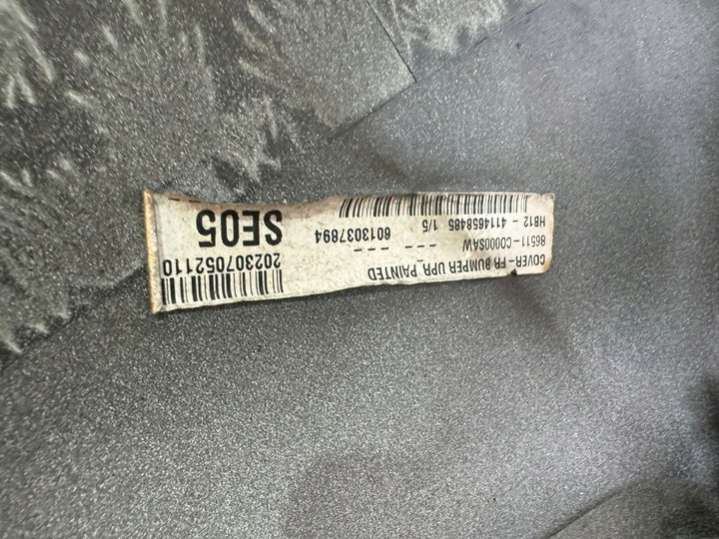 COVER-FR BUMPER UPR_PAINTED
86511-C0000SAW
HB12 - 4114658485 1/5
6013037894
202307052110
SE05